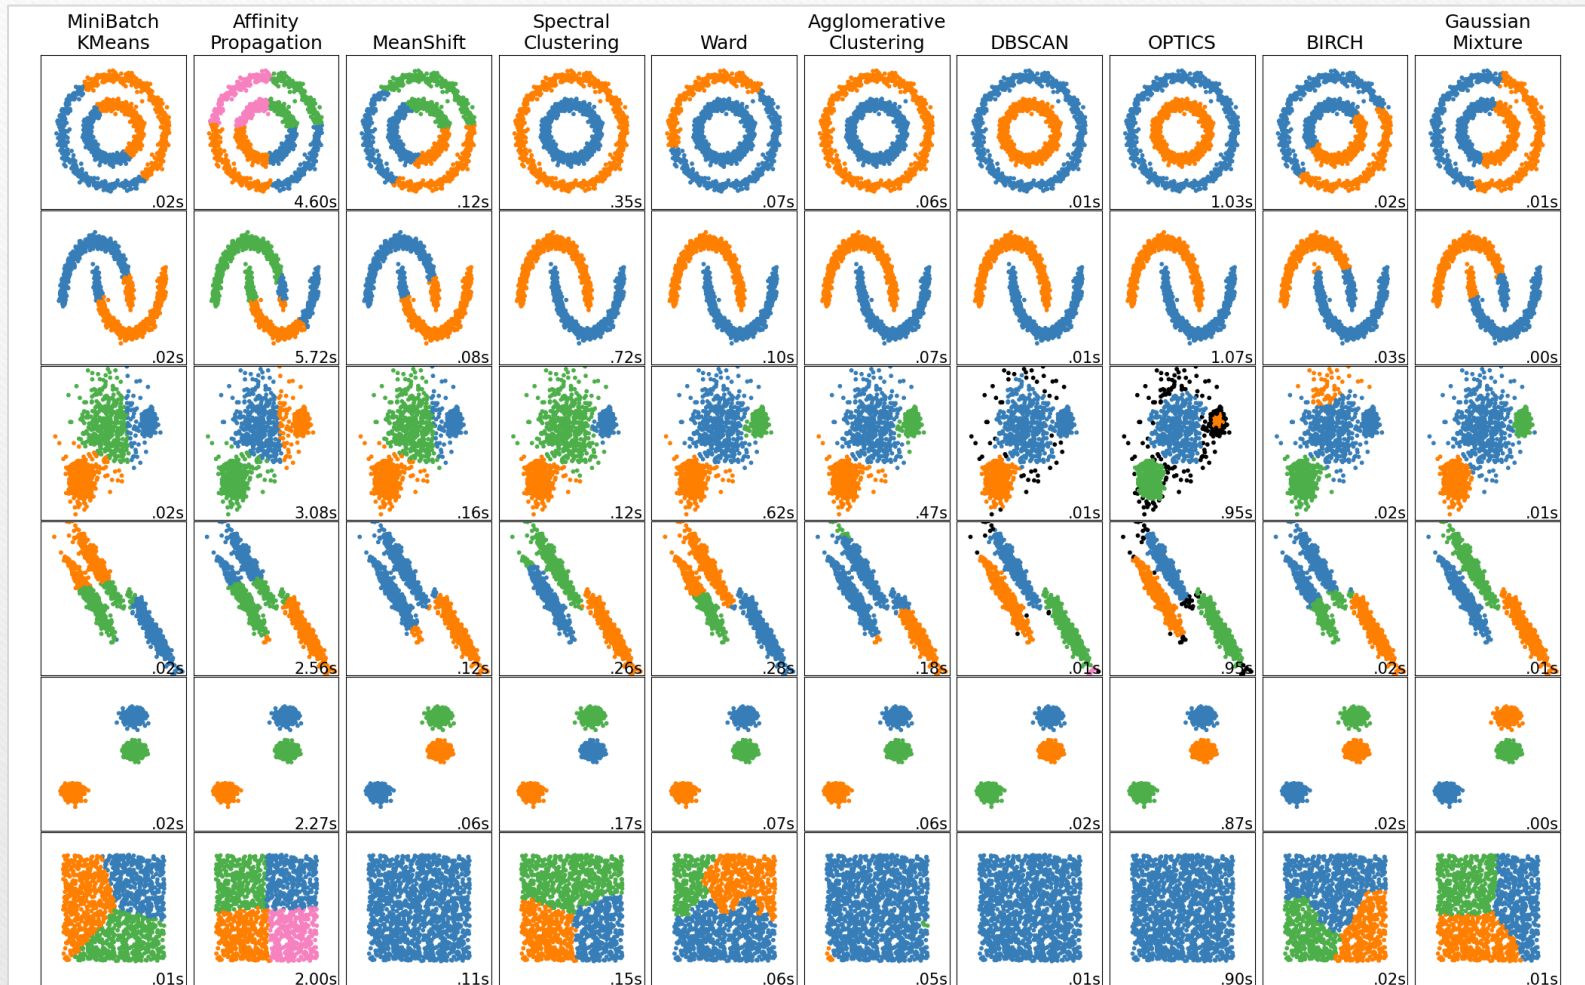 MiniBatch
KMeans
Affinity
Propagation
MeanShift
Spectral
Clustering
Ward
Agglomerative
Clustering
DBSCAN
OPTICS
BIRCH
Gaussian
Mixture
.02s 4.60s .12s .35s .07s .06s .01s 1.03s .02s .01s
.02s 5.72s .08s .72s .10s .07s .01s 1.07s .03s .00s
.02s 3.08s .16s .12s .62s .47s .01s .95s .02s .01s
.02s 2.56s .12s .26s .28s .18s .01s .95s .02s .01s
.02s 2.27s .06s .17s .07s .06s .02s .87s .02s .00s
.01s 2.00s .11s .15s .06s .05s .01s .90s .02s .01s